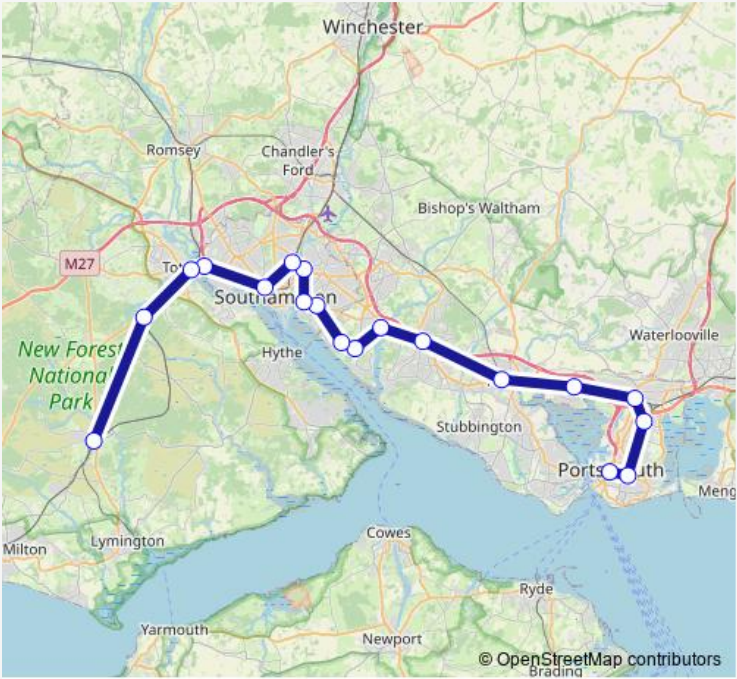 Winchester
Romsey
Chandler's
Ford
Bishop's Waltham
M27
Southampton
Waterlooville
New Forest
National
Park
Hythe
Stubbington
Portsmouth
Meng
Milton
Lymington
Cowes
Ryde
Yarmouth
Newport
© OpenStreetMap contributors
Brading